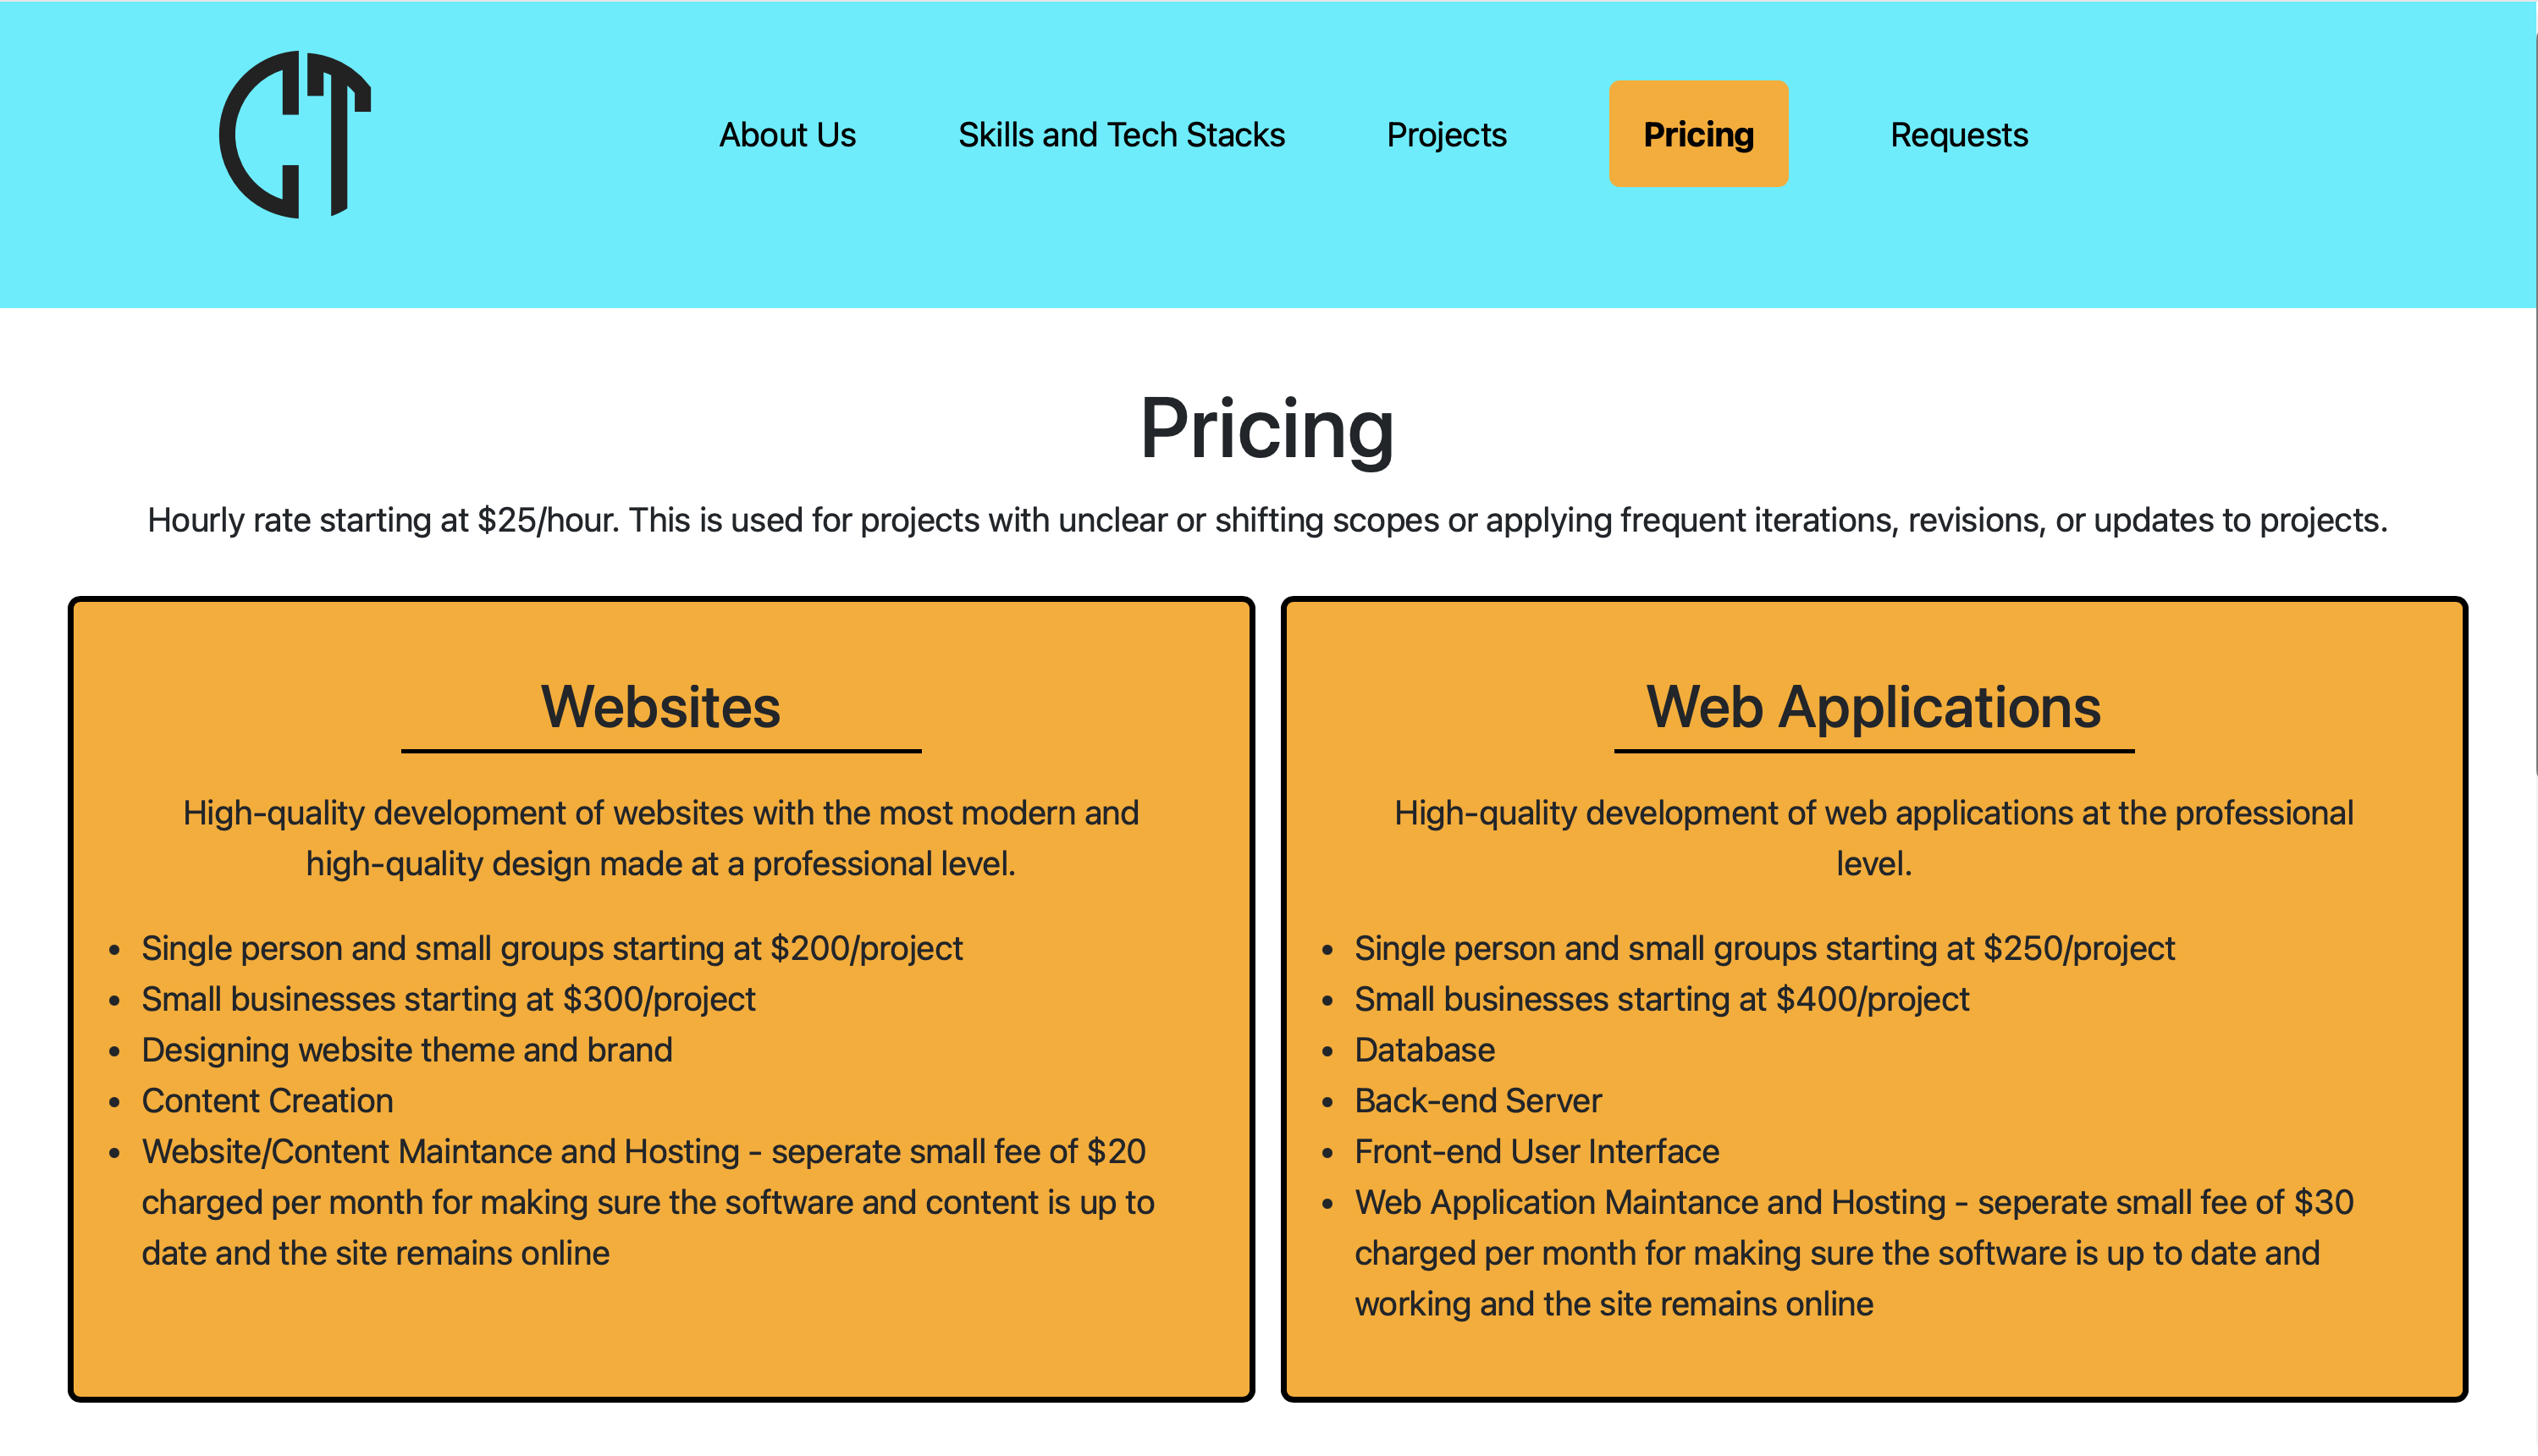 CT
About Us
Skills and Tech Stacks
Projects
Pricing
Requests
Pricing
Hourly rate starting at $25/hour. This is used for projects with unclear or shifting scopes or applying frequent iterations, revisions, or updates to projects.
Websites
High-quality development of websites with the most modern and
high-quality design made at a professional level.
• Single person and small groups starting at $200/project
• Small businesses starting at $300/project
• Designing website theme and brand
• Content Creation
• Website/Content Maintance and Hosting - seperate small fee of $20
charged per month for making sure the software and content is up to
date and the site remains online
Web Applications
High-quality development of web applications at the professional
level.
• Single person and small groups starting at $250/project
• Small businesses starting at $400/project
• Database
• Back-end Server
• Front-end User Interface
• Web Application Maintance and Hosting - seperate small fee of $30
charged per month for making sure the software is up to date and
working and the site remains online